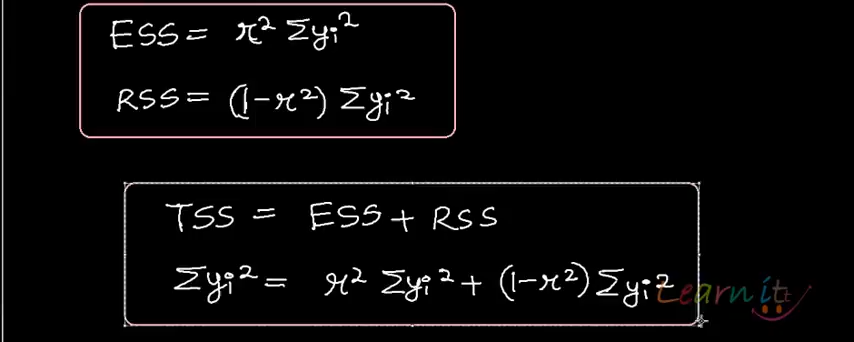 ESS = r² Σyᵢ²
RSS = (1-r²) Σyᵢ²
TSS = ESS + RSS
Σyᵢ² = r² Σyᵢ² + (1-r²) Σyᵢ²
Learn it